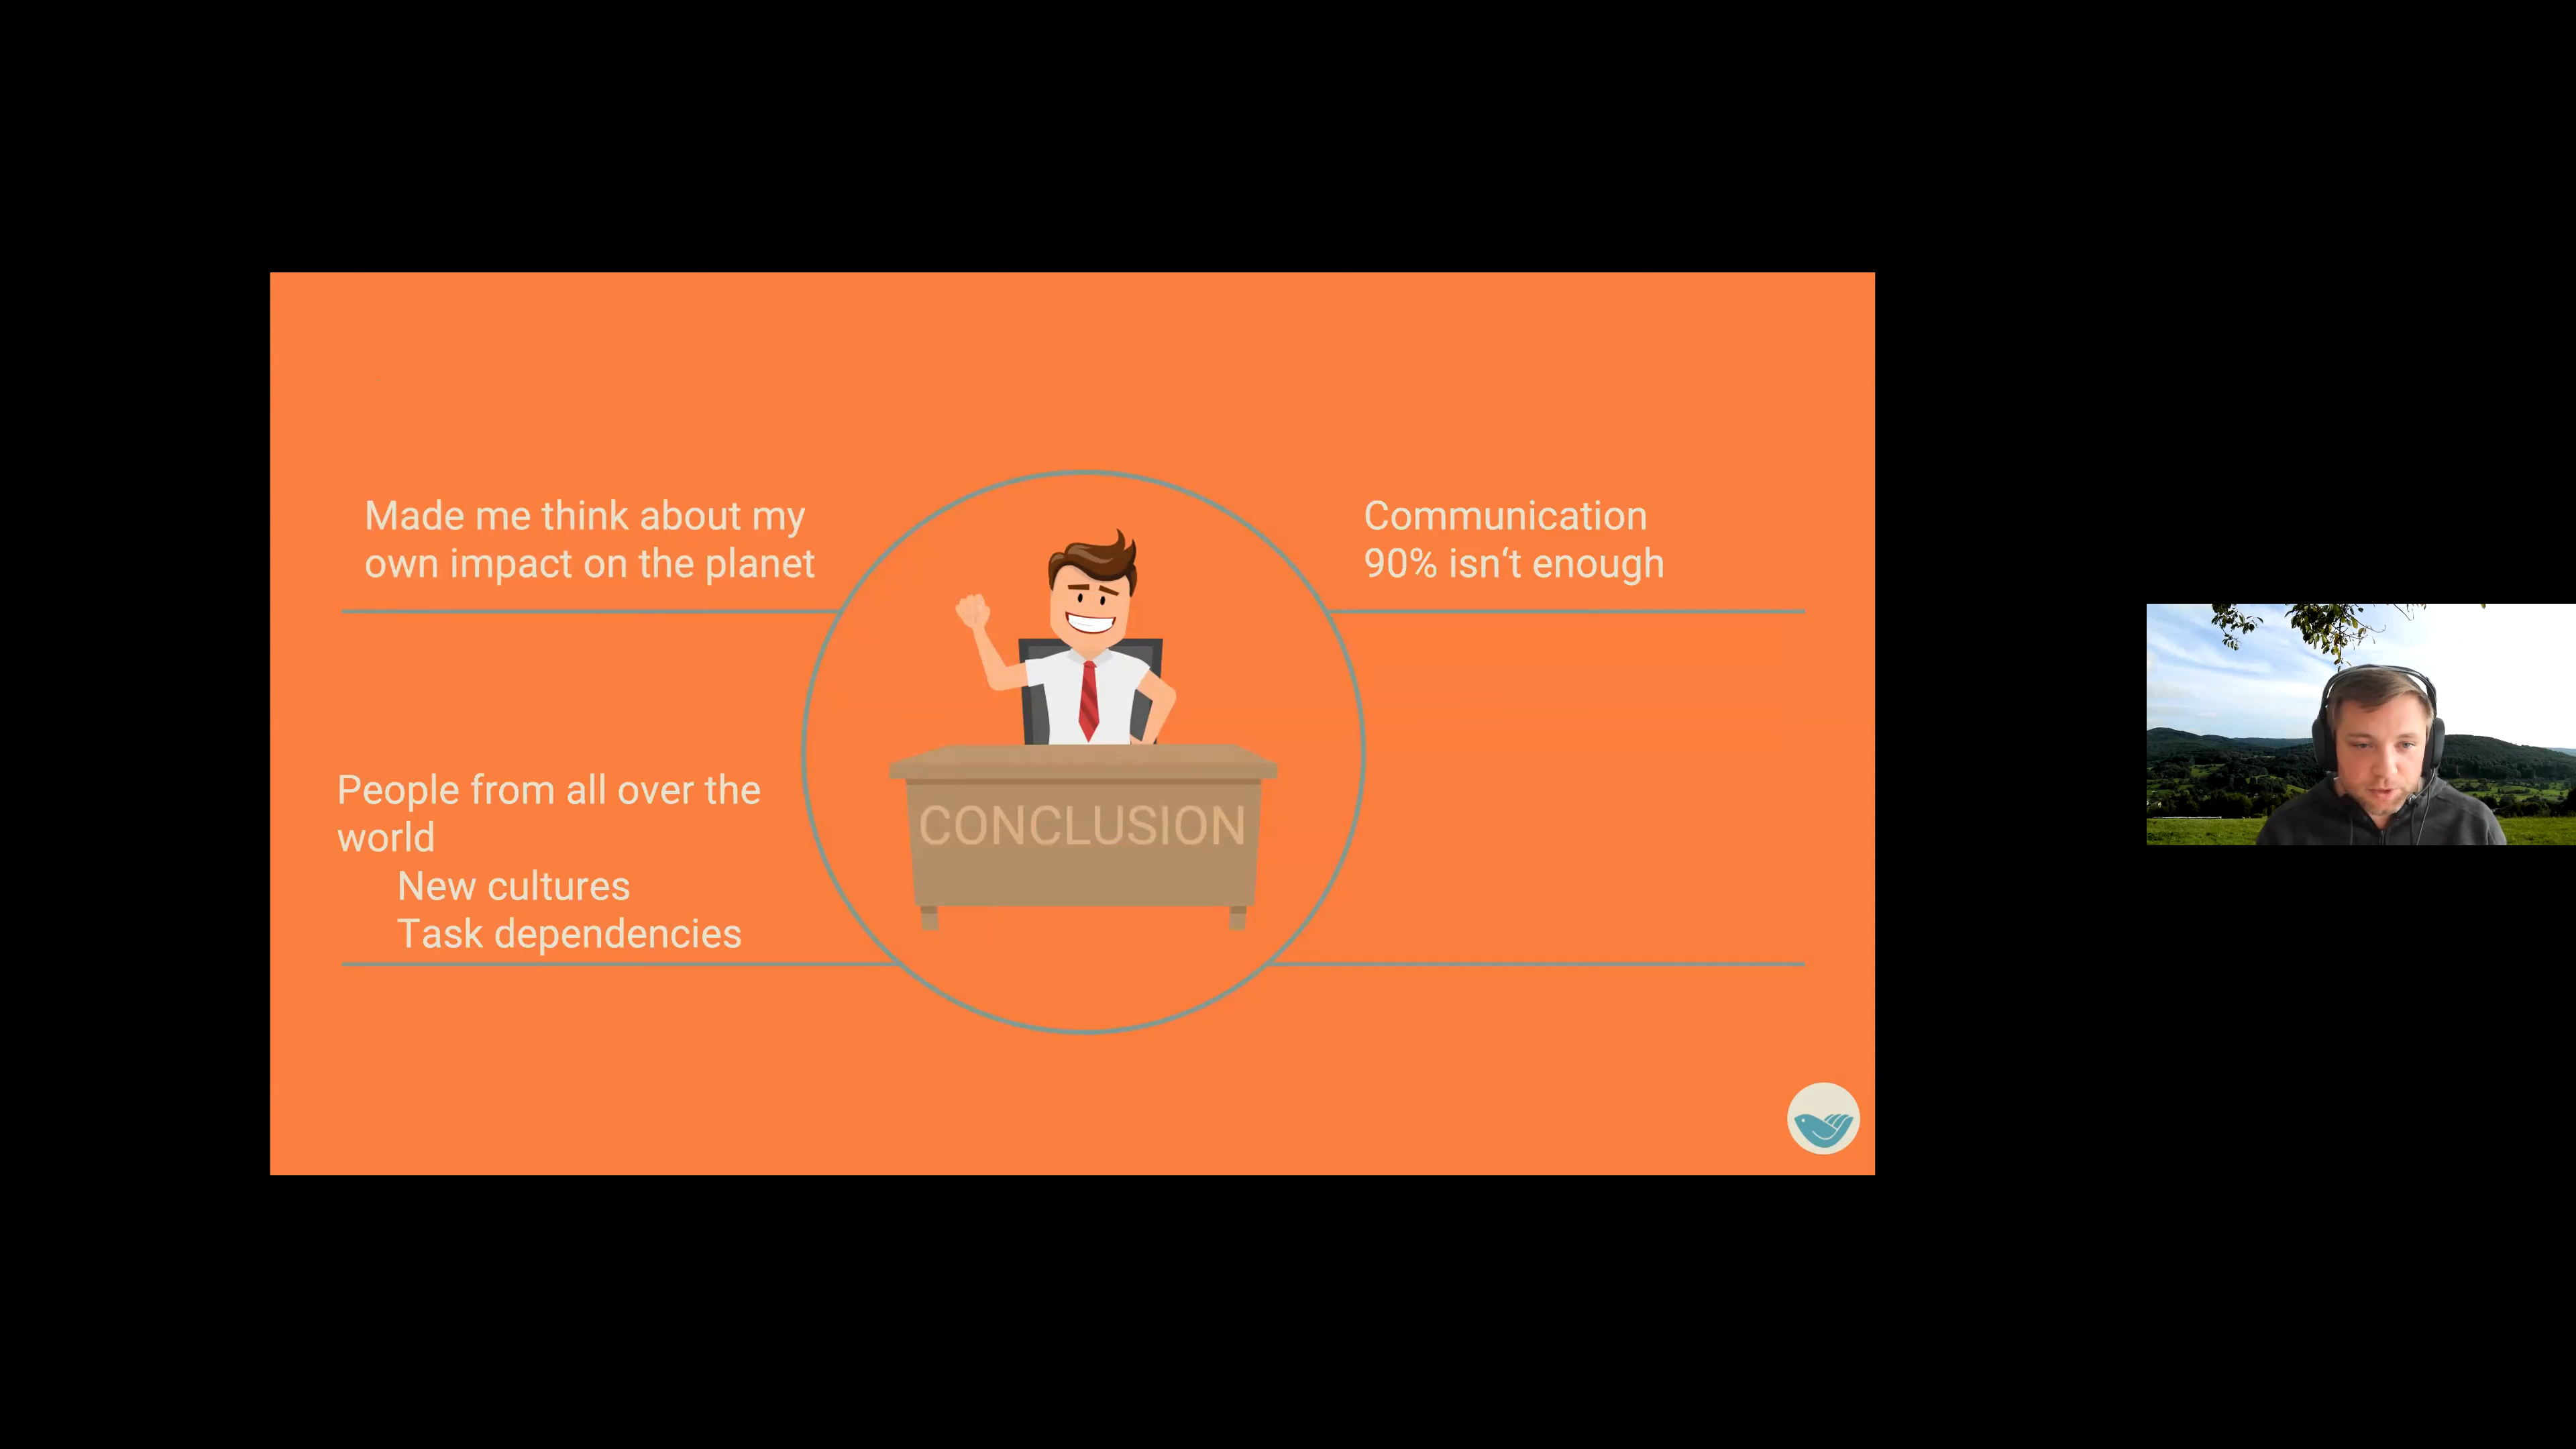 Made me think about my
own impact on the planet
Communication
90% isn‘t enough
People from all over the
world
New cultures
Task dependencies
CONCLUSION